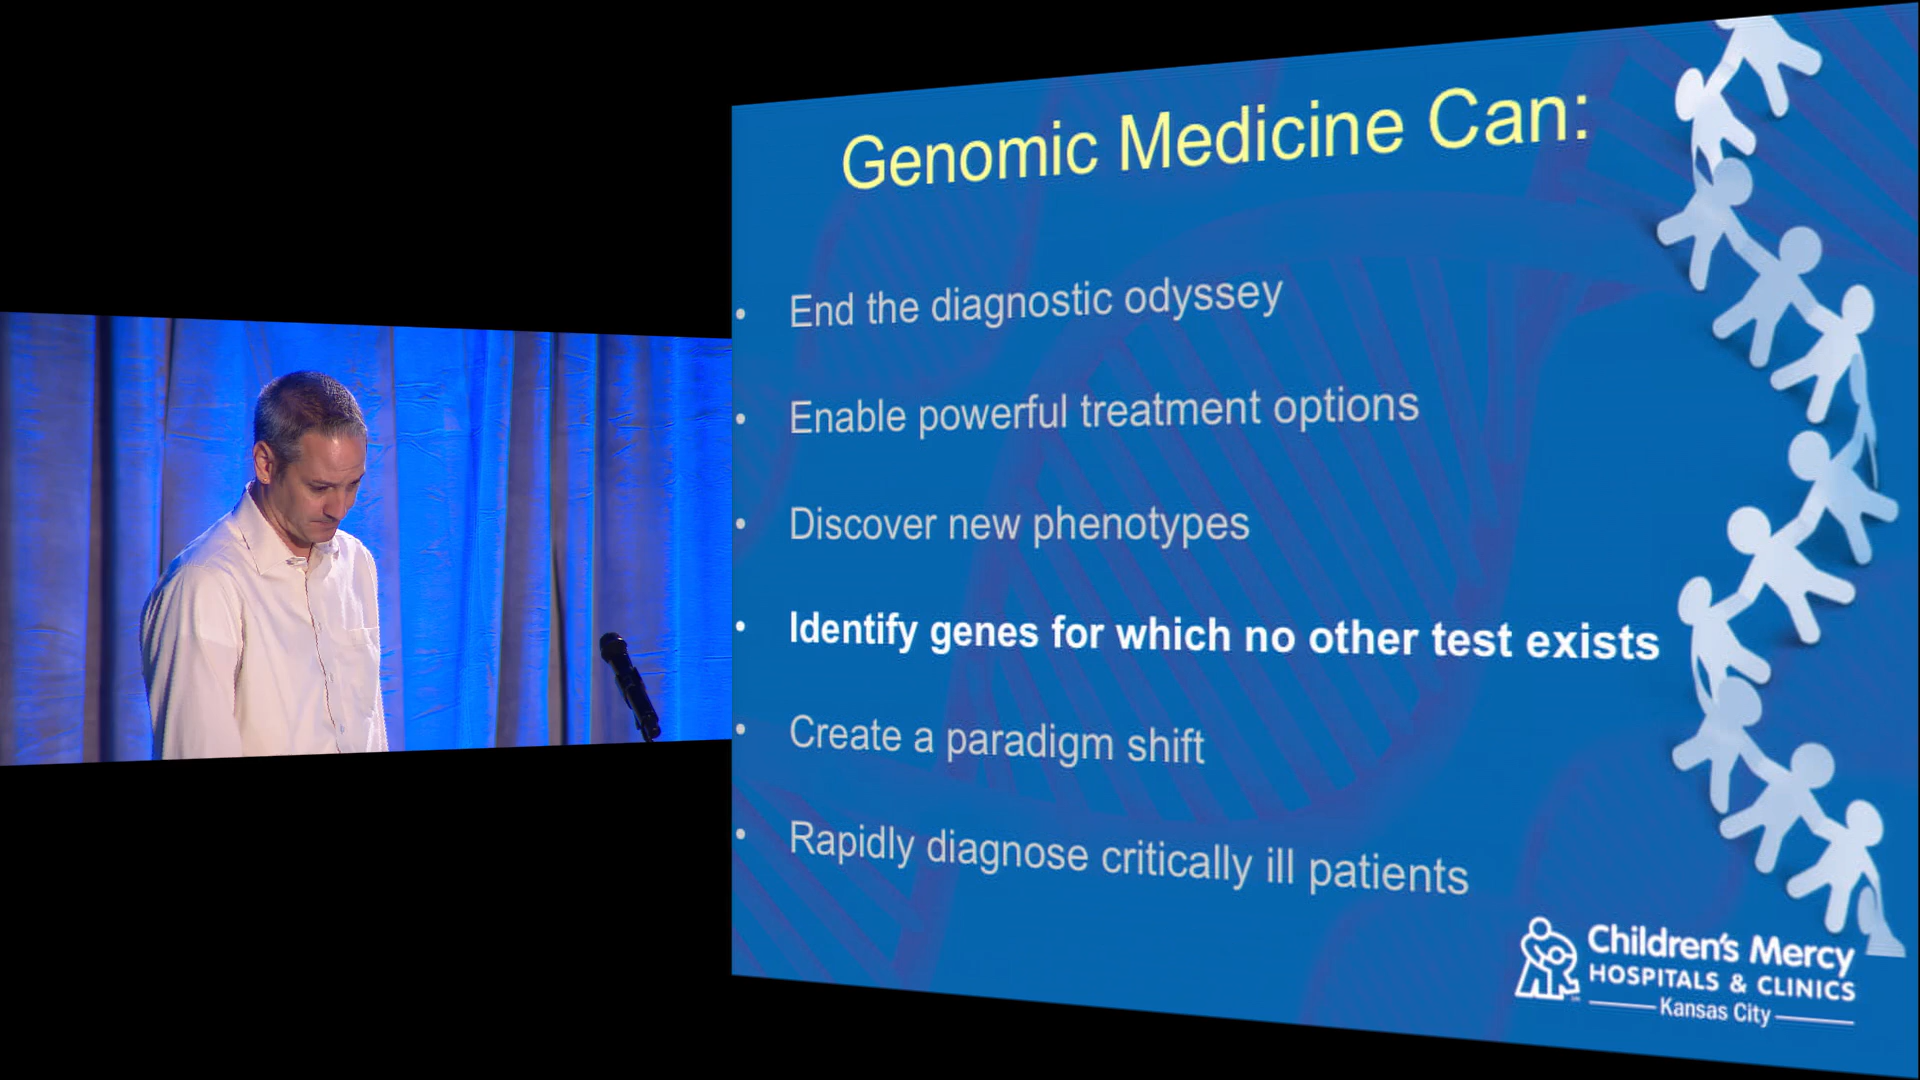 Genomic Medicine Can:
• End the diagnostic odyssey
• Enable powerful treatment options
• Discover new phenotypes
• Identify genes for which no other test exists
• Create a paradigm shift
• Rapidly diagnose critically ill patients
Children's Mercy
HOSPITALS & CLINICS
Kansas City